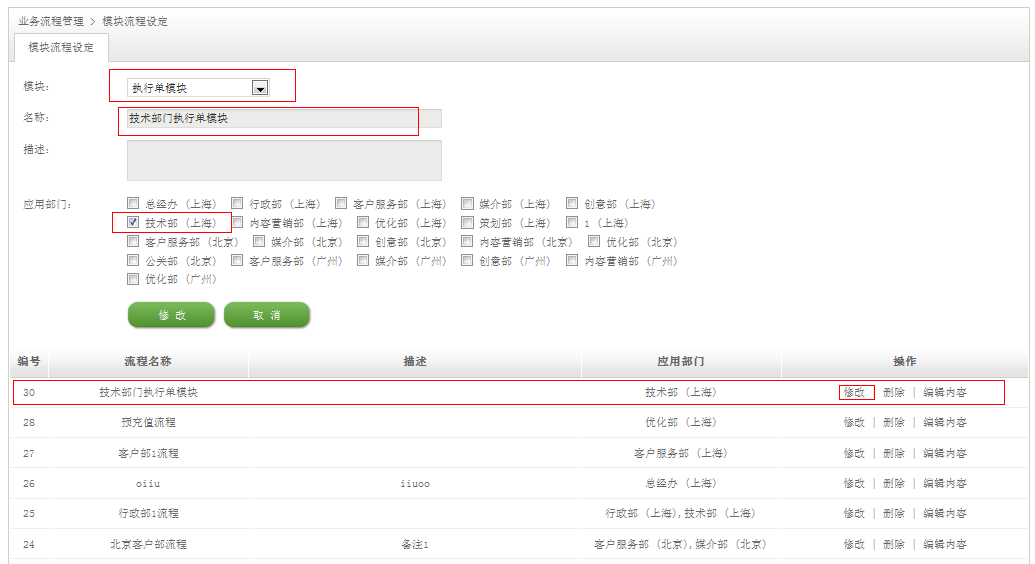 业务流程管理 > 模块流程设定
模块流程设定
模块: 执行单模块
名称: 技术部门执行单模块
描述:
应用部门: 总经办 (上海) 行政部 (上海) 客户服务部 (上海) 媒介部 (上海) 创意部 (上海)
技术部 (上海) 内容营销部 (上海) 优化部 (上海) 策划部 (上海) 1 (上海)
客户服务部 (北京) 媒介部 (北京) 创意部 (北京) 内容营销部 (北京) 优化部 (北京)
公关部 (北京) 客户服务部 (广州) 媒介部 (广州) 创意部 (广州) 内容营销部 (广州)
优化部 (广州)
修 改 取 消
编号 流程名称 描述 应用部门 操作
30 技术部门执行单模块 技术部 (上海) 修改 删除 | 编辑内容
28 预充值流程 优化部 (上海) 修改 | 删除 | 编辑内容
27 客户部1流程 客户服务部 (上海) 修改 | 删除 | 编辑内容
26 oiiu iiuoo 总经办 (上海) 修改 | 删除 | 编辑内容
25 行政部1流程 行政部 (上海),技术部 (上海) 修改 | 删除 | 编辑内容
24 北京客户部流程 备注1 客户服务部 (北京),媒介部 (北京) 修改 | 删除 | 编辑内容